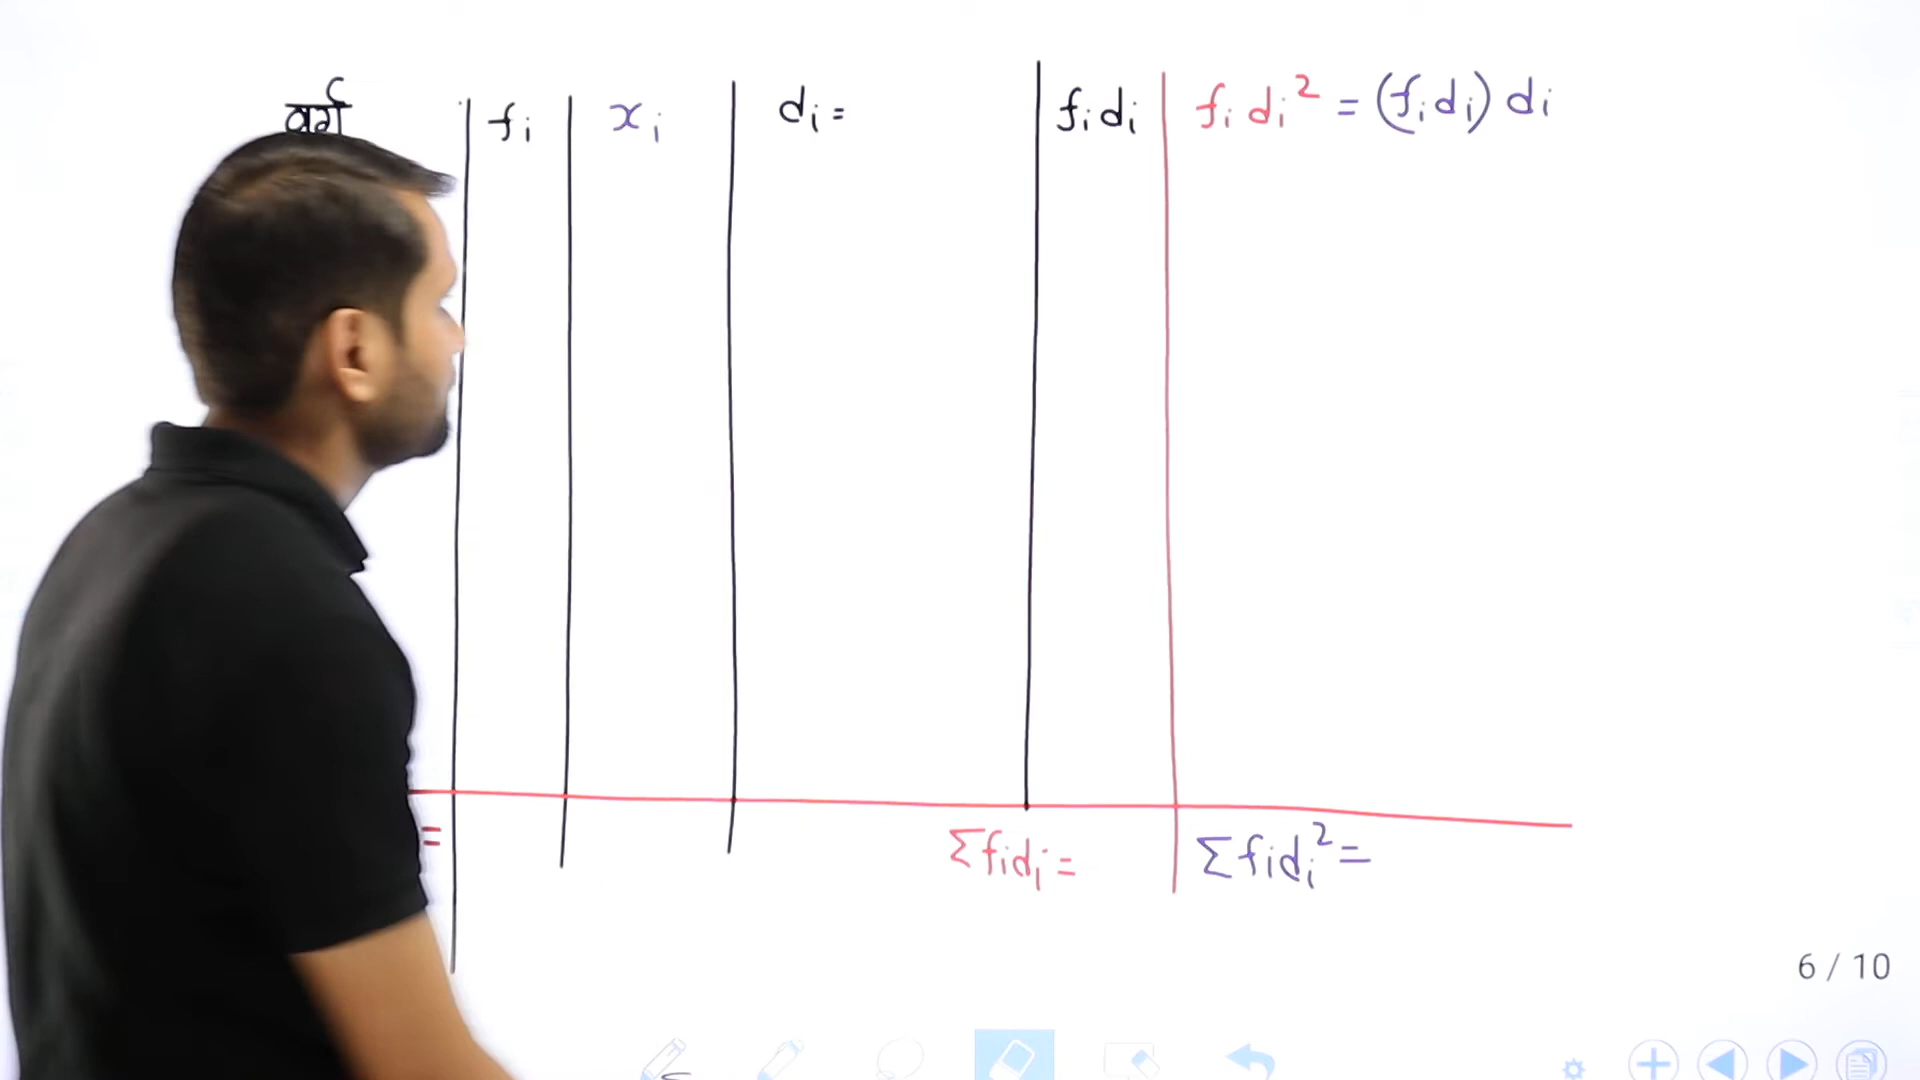 वर्ग fᵢ xᵢ dᵢ = fᵢdᵢ fᵢdᵢ² = (fᵢdᵢ) dᵢ
= Σfᵢdᵢ = Σfᵢdᵢ² =
6 / 10